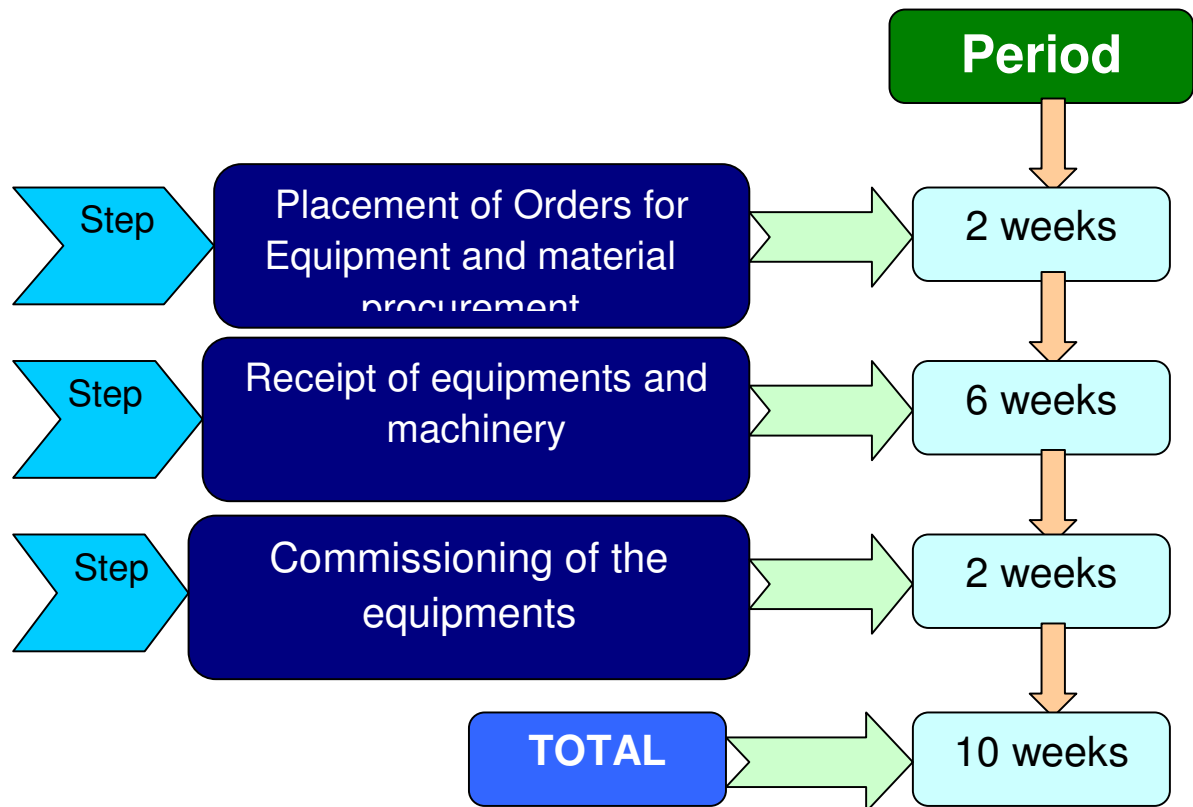 Period
Step
Placement of Orders for
Equipment and material
procurement
2 weeks
Step
Receipt of equipments and
machinery
6 weeks
Step
Commissioning of the
equipments
2 weeks
TOTAL
10 weeks